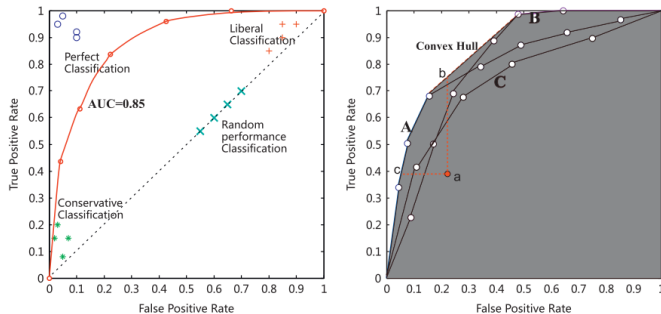 1
0.9
0.8
0.7
0.6
0.5
0.4
0.3
0.2
0.1
0
True Positive Rate
Perfect
Classification
Liberal
Classification
AUC=0.85
Random
performance
Classification
Conservative
Classification
0 0.1 0.2 0.3 0.4 0.5 0.6 0.7 0.8 0.9 1
False Positive Rate
1
0.9
0.8
0.7
0.6
0.5
0.4
0.3
0.2
0.1
0
True Positive Rate
B
Convex Hull
b
C
A
c
a
0 0.1 0.2 0.3 0.4 0.5 0.6 0.7 0.8 0.9 1
False Positive Rate